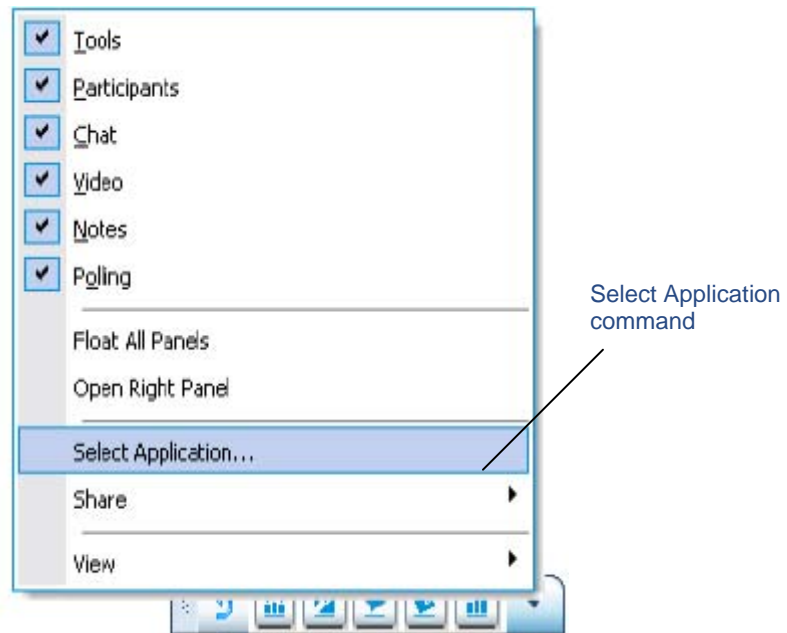 Tools
Participants
Chat
Video
Notes
Polling
Float All Panels
Open Right Panel
Select Application...
Share
View
Select Application
command